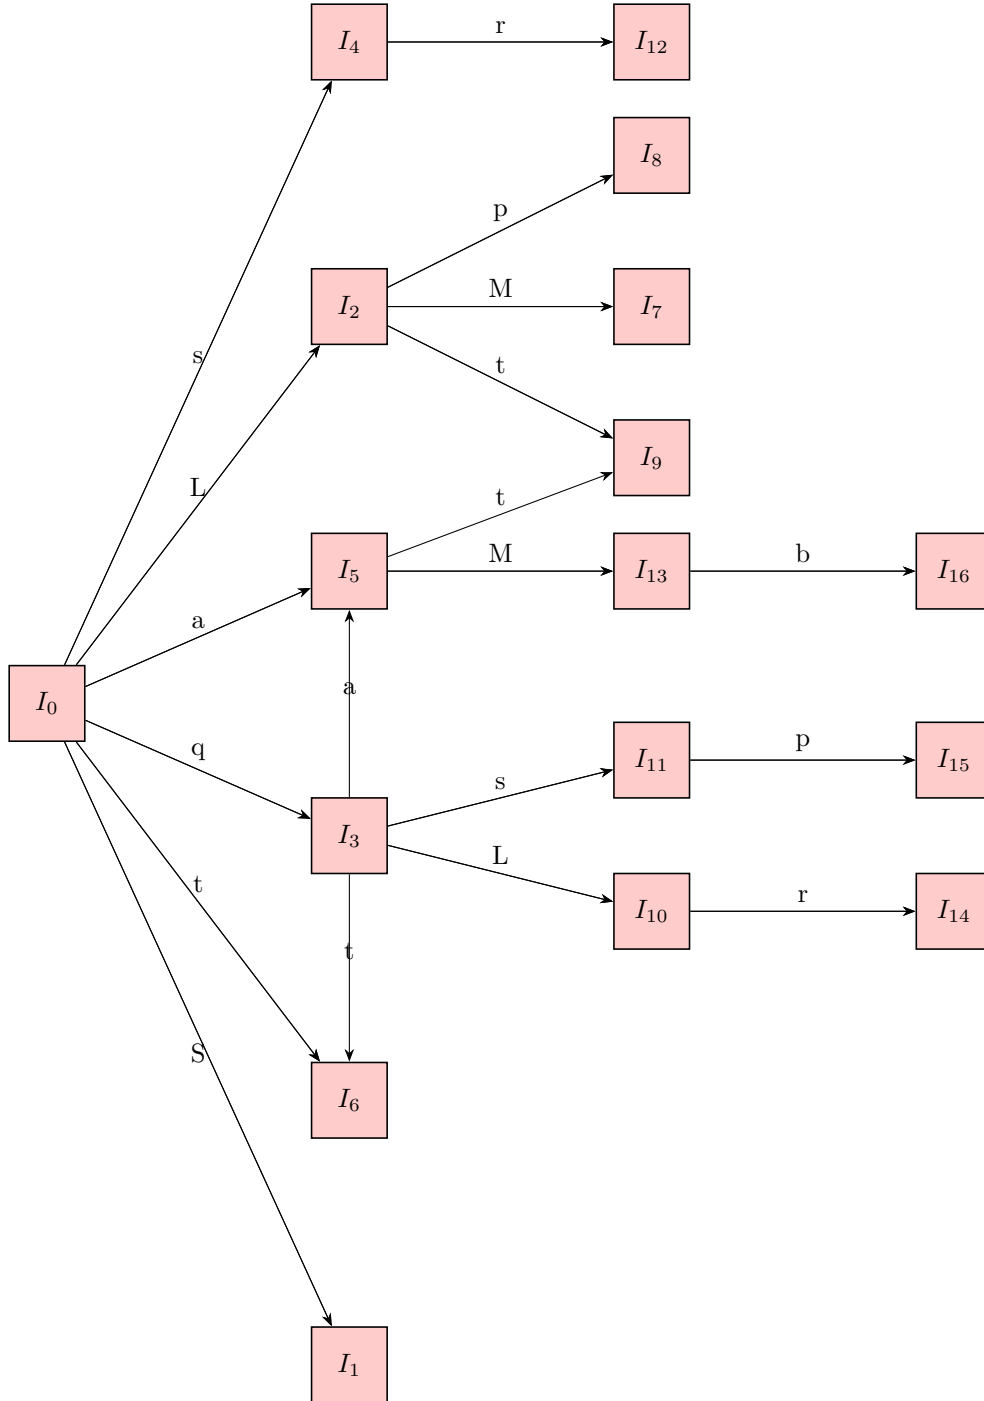 I₄ r I₁₂
I₈
p
I₂ M I₇
s
t
L
I₉
t
I₅ M I₁₃ b I₁₆
a
a
I₀
q
I₁₁ p I₁₅
s
I₃
L
I₁₀ r I₁₄
t
t
S
I₆
I₁